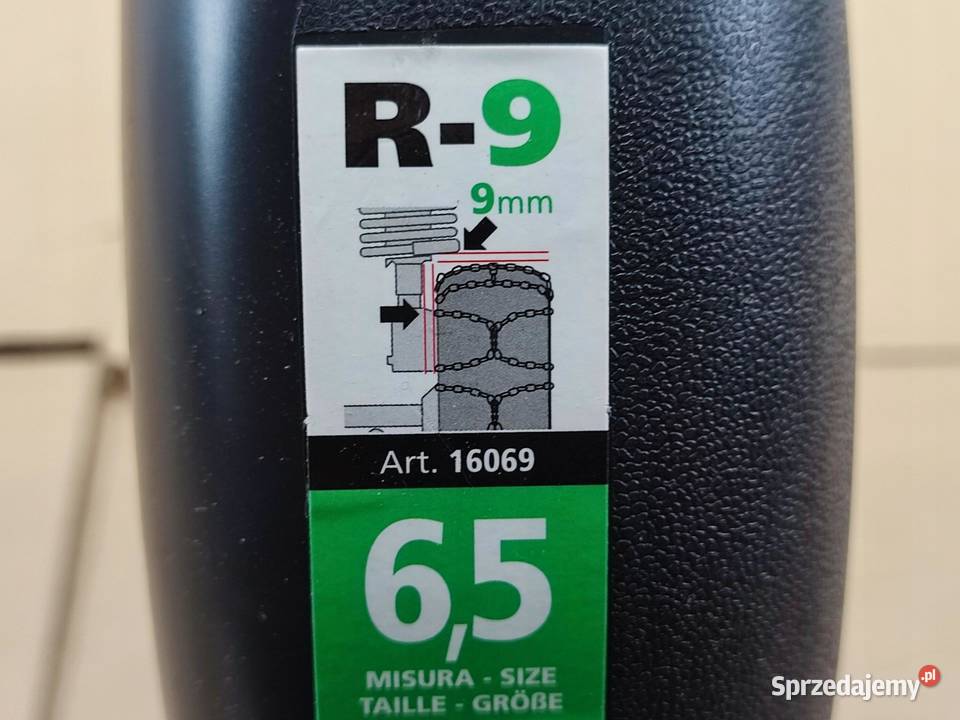 R-9
9mm
Art. 16069
6,5
MISURA - SIZE
TAILLE - GRÖßE
Sprzedajemy.pl